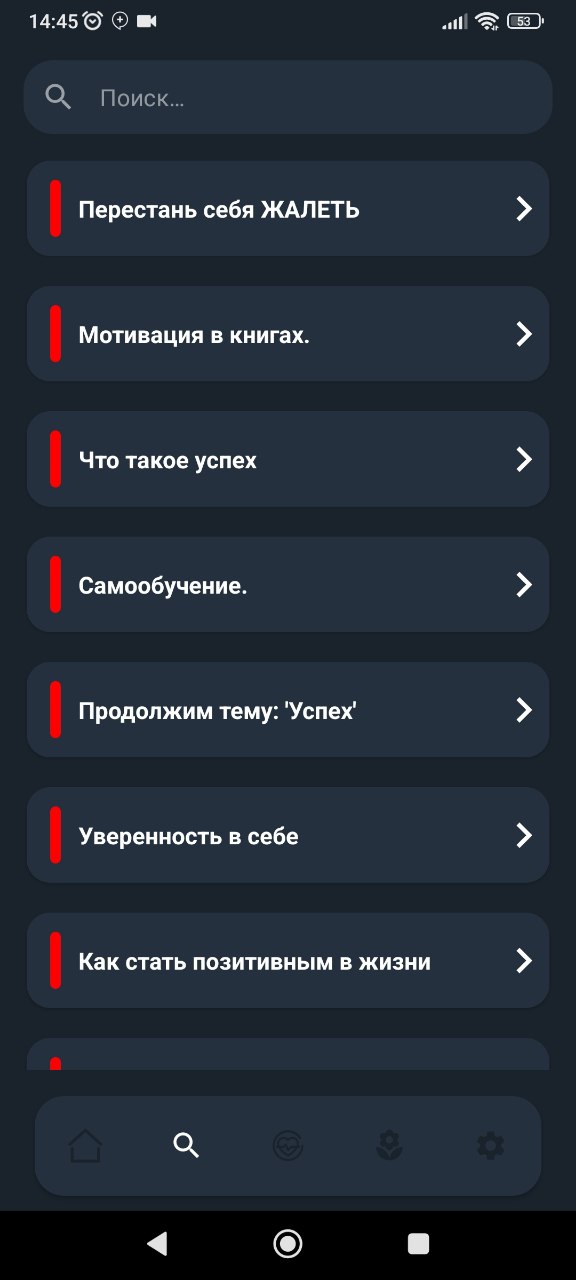 14:45
53
Поиск...
Перестань себя ЖАЛЕТЬ
Мотивация в книгах.
Что такое успех
Самообучение.
Продолжим тему: 'Успех'
Уверенность в себе
Как стать позитивным в жизни